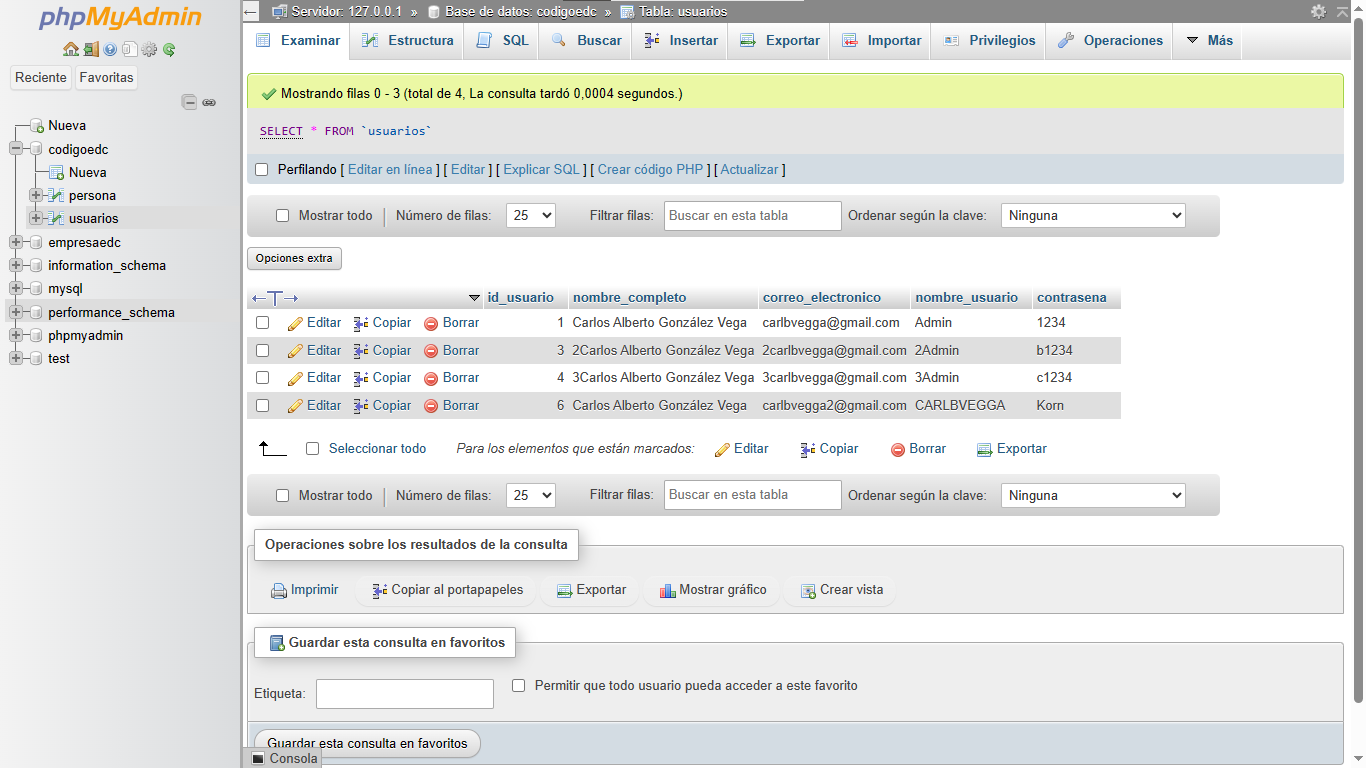 phpMyAdmin
Reciente Favoritas
Nueva
codigoedc
Nueva
persona
usuarios
empresaedc
information_schema
mysql
performance_schema
phpmyadmin
test
Servidor: 127.0.0.1 » Base de datos: codigoedc » Tabla: usuarios
Examinar Estructura SQL Buscar Insertar Exportar Importar Privilegios Operaciones Más
Mostrando filas 0 - 3 (total de 4, La consulta tardó 0,0004 segundos.)
SELECT * FROM `usuarios`
Perfilando [ Editar en línea ] [ Editar ] [ Explicar SQL ] [ Crear código PHP ] [ Actualizar ]
Mostrar todo Número de filas: 25 Filtrar filas: Buscar en esta tabla Ordenar según la clave: Ninguna
Opciones extra
←T→ id_usuario nombre_completo correo_electronico nombre_usuario contrasena
Editar Copiar Borrar 1 Carlos Alberto González Vega carlbvegga@gmail.com Admin 1234
Editar Copiar Borrar 3 2Carlos Alberto González Vega 2carlbvegga@gmail.com 2Admin b1234
Editar Copiar Borrar 4 3Carlos Alberto González Vega 3carlbvegga@gmail.com 3Admin c1234
Editar Copiar Borrar 6 Carlos Alberto González Vega carlbvegga2@gmail.com CARLBVEGGA Korn
Seleccionar todo Para los elementos que están marcados: Editar Copiar Borrar Exportar
Mostrar todo Número de filas: 25 Filtrar filas: Buscar en esta tabla Ordenar según la clave: Ninguna
Operaciones sobre los resultados de la consulta
Imprimir Copiar al portapapeles Exportar Mostrar gráfico Crear vista
Guardar esta consulta en favoritos
Etiqueta: Permitir que todo usuario pueda acceder a este favorito
Guardar esta consulta en favoritos
Consola